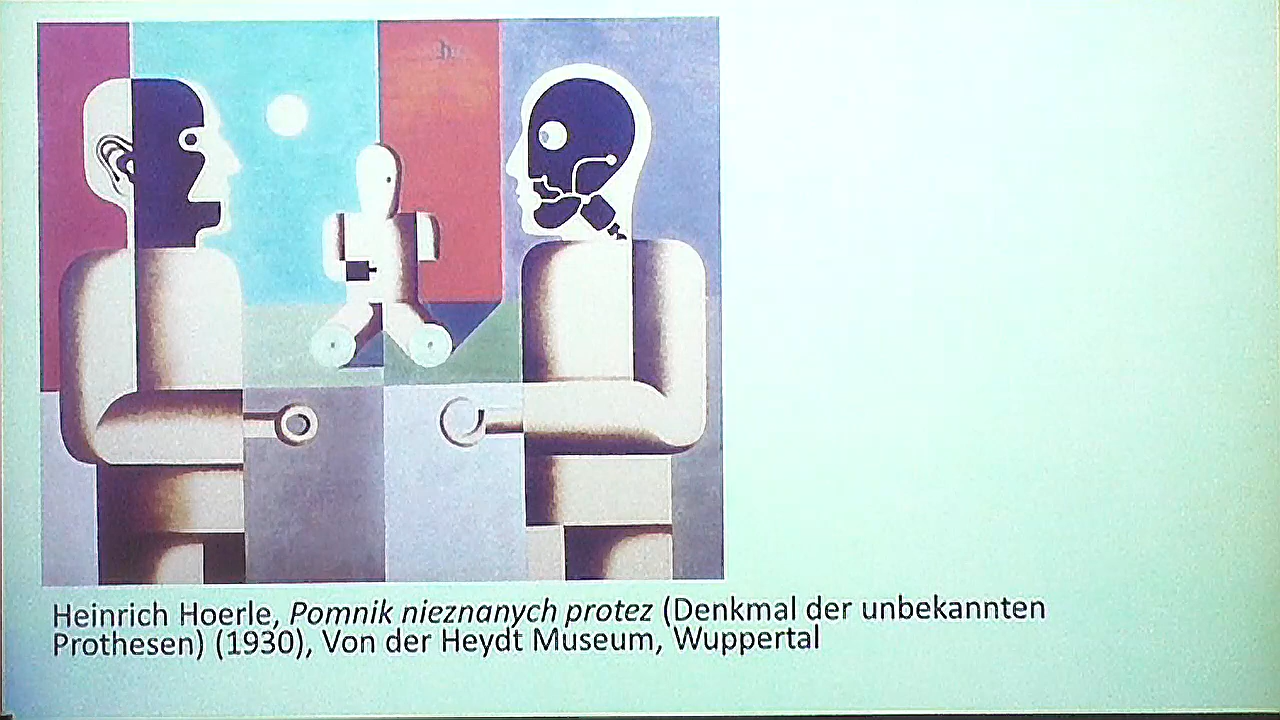 Heinrich Hoerle, Pomnik nieznanych protez (Denkmal der unbekannten
Prothesen) (1930), Von der Heydt Museum, Wuppertal